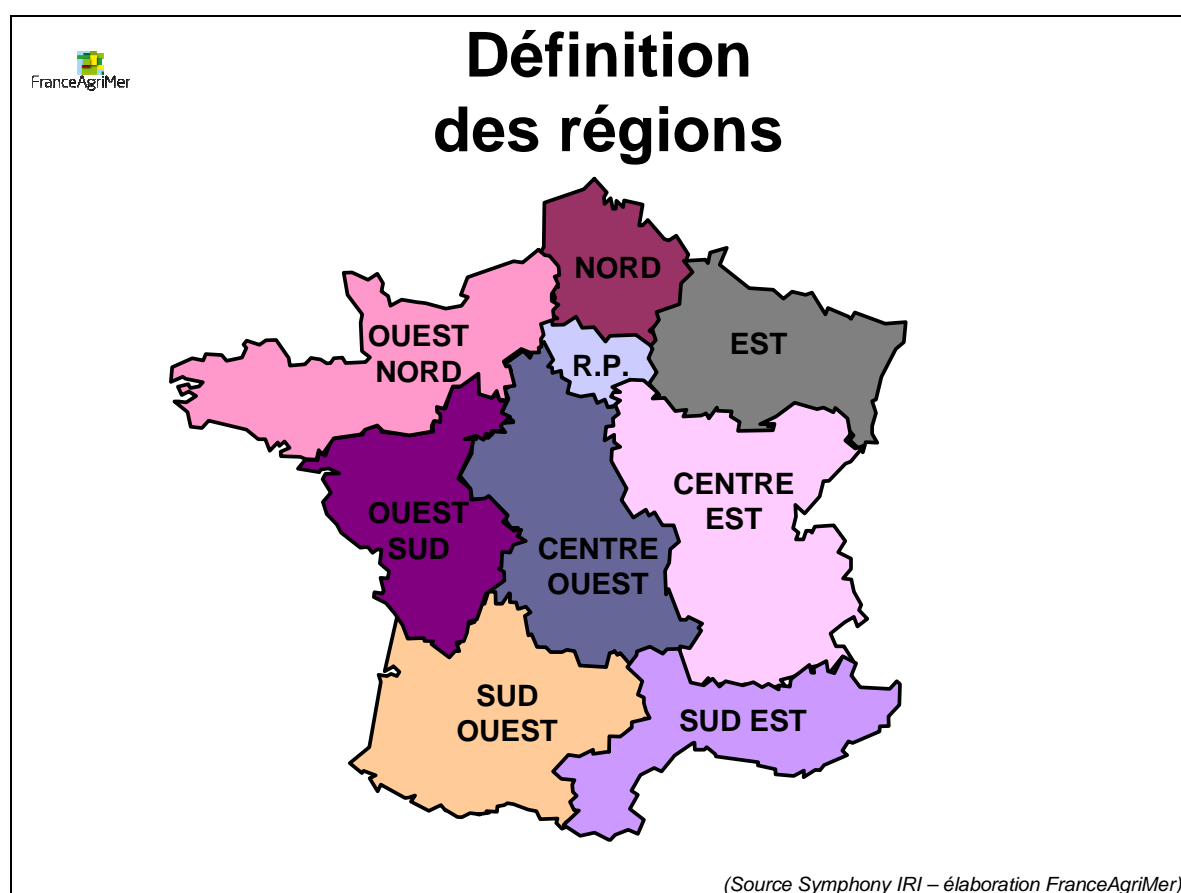 FranceAgriMer
Définition
des régions
NORD
OUEST
NORD
R.P.
EST
CENTRE
EST
OUEST
SUD
CENTRE
OUEST
SUD
OUEST
SUD EST
(Source Symphony IRI – élaboration FranceAgriMer)